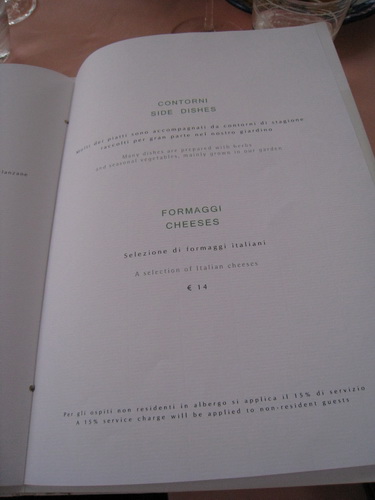 CONTORNI
SIDE DISHES
Molti dei piatti sono accompagnati da contorni di stagione
raccolti per gran parte nel nostro giardino
Many dishes are prepared with herbs
and seasonal vegetables, mainly grown in our garden
FORMAGGI
CHEESES
Selezione di formaggi italiani
A selection of Italian cheeses
€ 14
Per gli ospiti non residenti in albergo si applica il 15% di servizio
A 15% service charge will be applied to non-resident guests